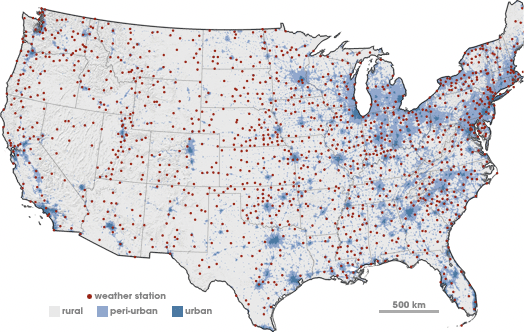 weather station
500 km
rural peri-urban urban